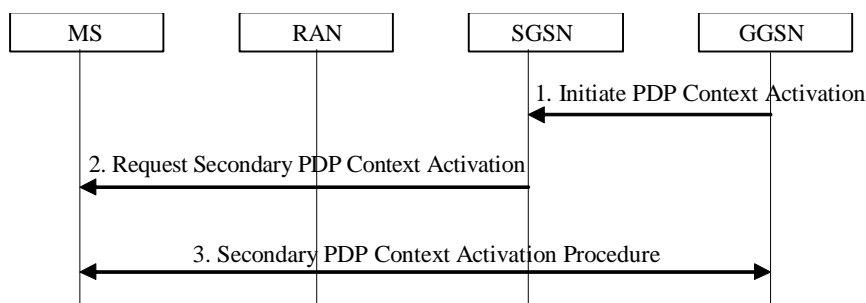 MS RAN SGSN GGSN
1. Initiate PDP Context Activation
2. Request Secondary PDP Context Activation
3. Secondary PDP Context Activation Procedure